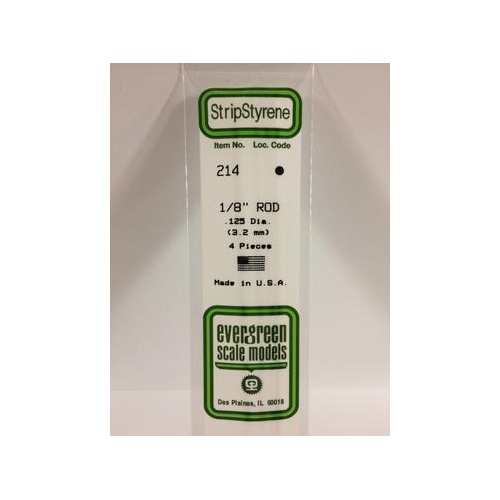 StripStyrene
Item No. Loc. Code
214
1/8" ROD
.125 Dia.
(3.2 mm)
4 Pieces
Made in U.S.A.
evergreen
scale models
Des Plaines, IL 60018